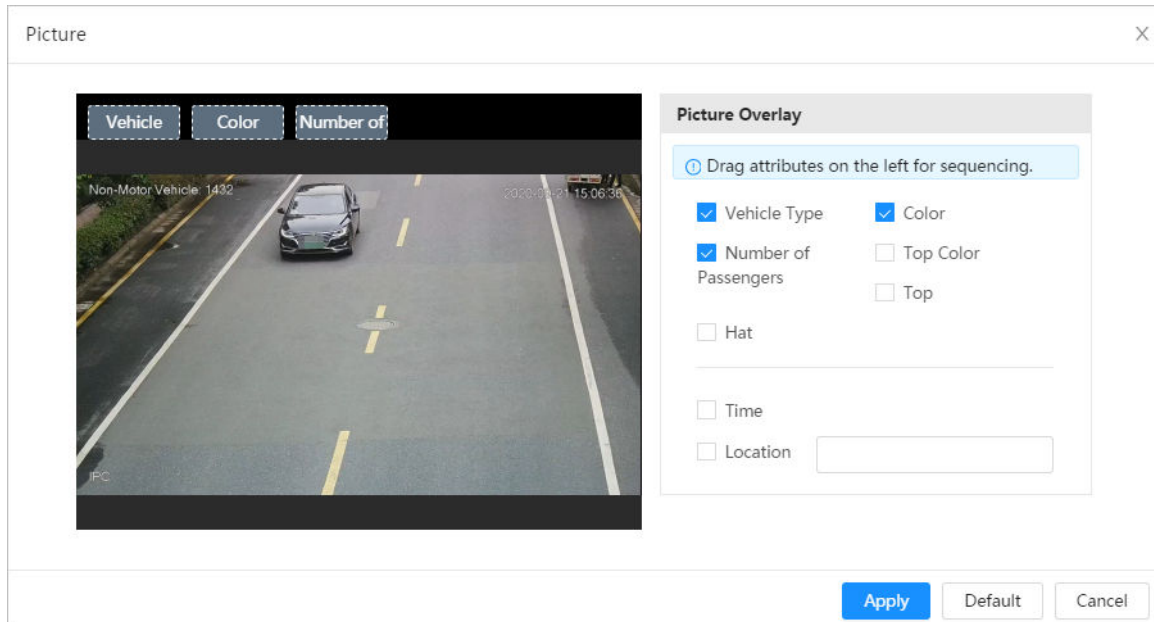 Picture
Vehicle Color Number of
Non-Motor Vehicle: 1432
15:06:36
IPC
Picture Overlay
Drag attributes on the left for sequencing.
Vehicle Type Color
Number of Passengers Top Color
Top
Hat
Time
Location
Apply Default Cancel